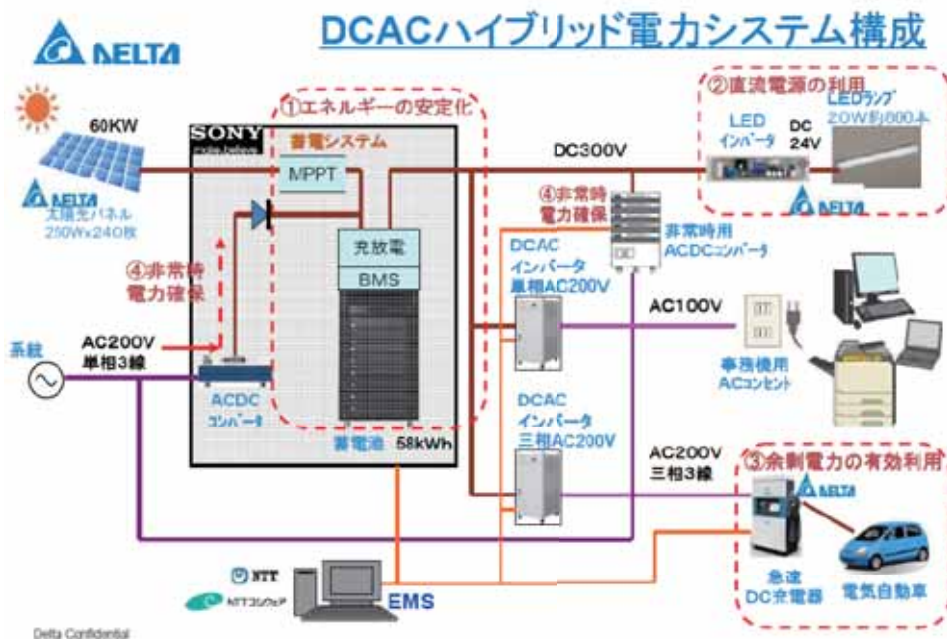 DCACハイブリッド電力システム構成
DELTA
①エネルギーの安定化
②直流電源の利用
LED
インバータ
DC
24V
LEDランプ
20W約800本
DELTA
60KW
SONY
蓄電システム
MPPT
DC300V
DELTA
太陽光パネル
250W×240枚
④非常時
電力確保
④非常時
電力確保
非常時用
ACDCコンバータ
充放電
BMS
DCAC
インバータ
単相AC200V
AC100V
系統
AC200V
単相3線
ACDC
コンバータ
事務機用
ACコンセント
DCAC
インバータ
三相AC200V
蓄電池 58kWh
AC200V
三相3線
③余剰電力の有効利用
DELTA
NTT
NTTコムウェア
EMS
急速
DC充電器
電気自動車
Delta Confidential